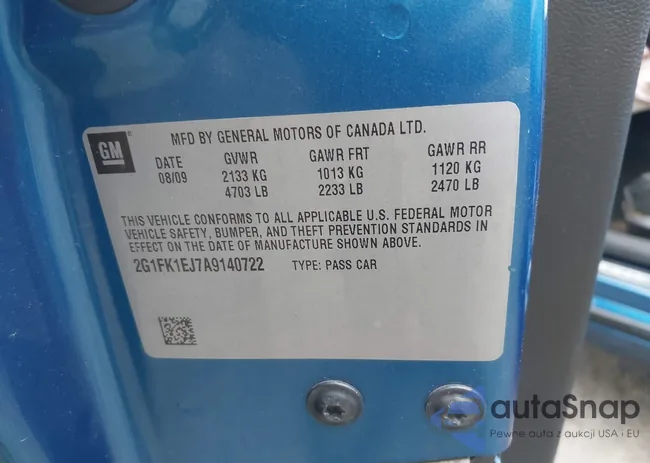 GM
MFD BY GENERAL MOTORS OF CANADA LTD.
DATE GVWR GAWR FRT GAWR RR
08/09 2133 KG 1013 KG 1120 KG
4703 LB 2233 LB 2470 LB
THIS VEHICLE CONFORMS TO ALL APPLICABLE U.S. FEDERAL MOTOR
VEHICLE SAFETY, BUMPER, AND THEFT PREVENTION STANDARDS IN
EFFECT ON THE DATE OF MANUFACTURE SHOWN ABOVE.
2G1FK1EJ7A9140722 TYPE: PASS CAR
autaSnap
Pewne auta z aukcji USA i EU